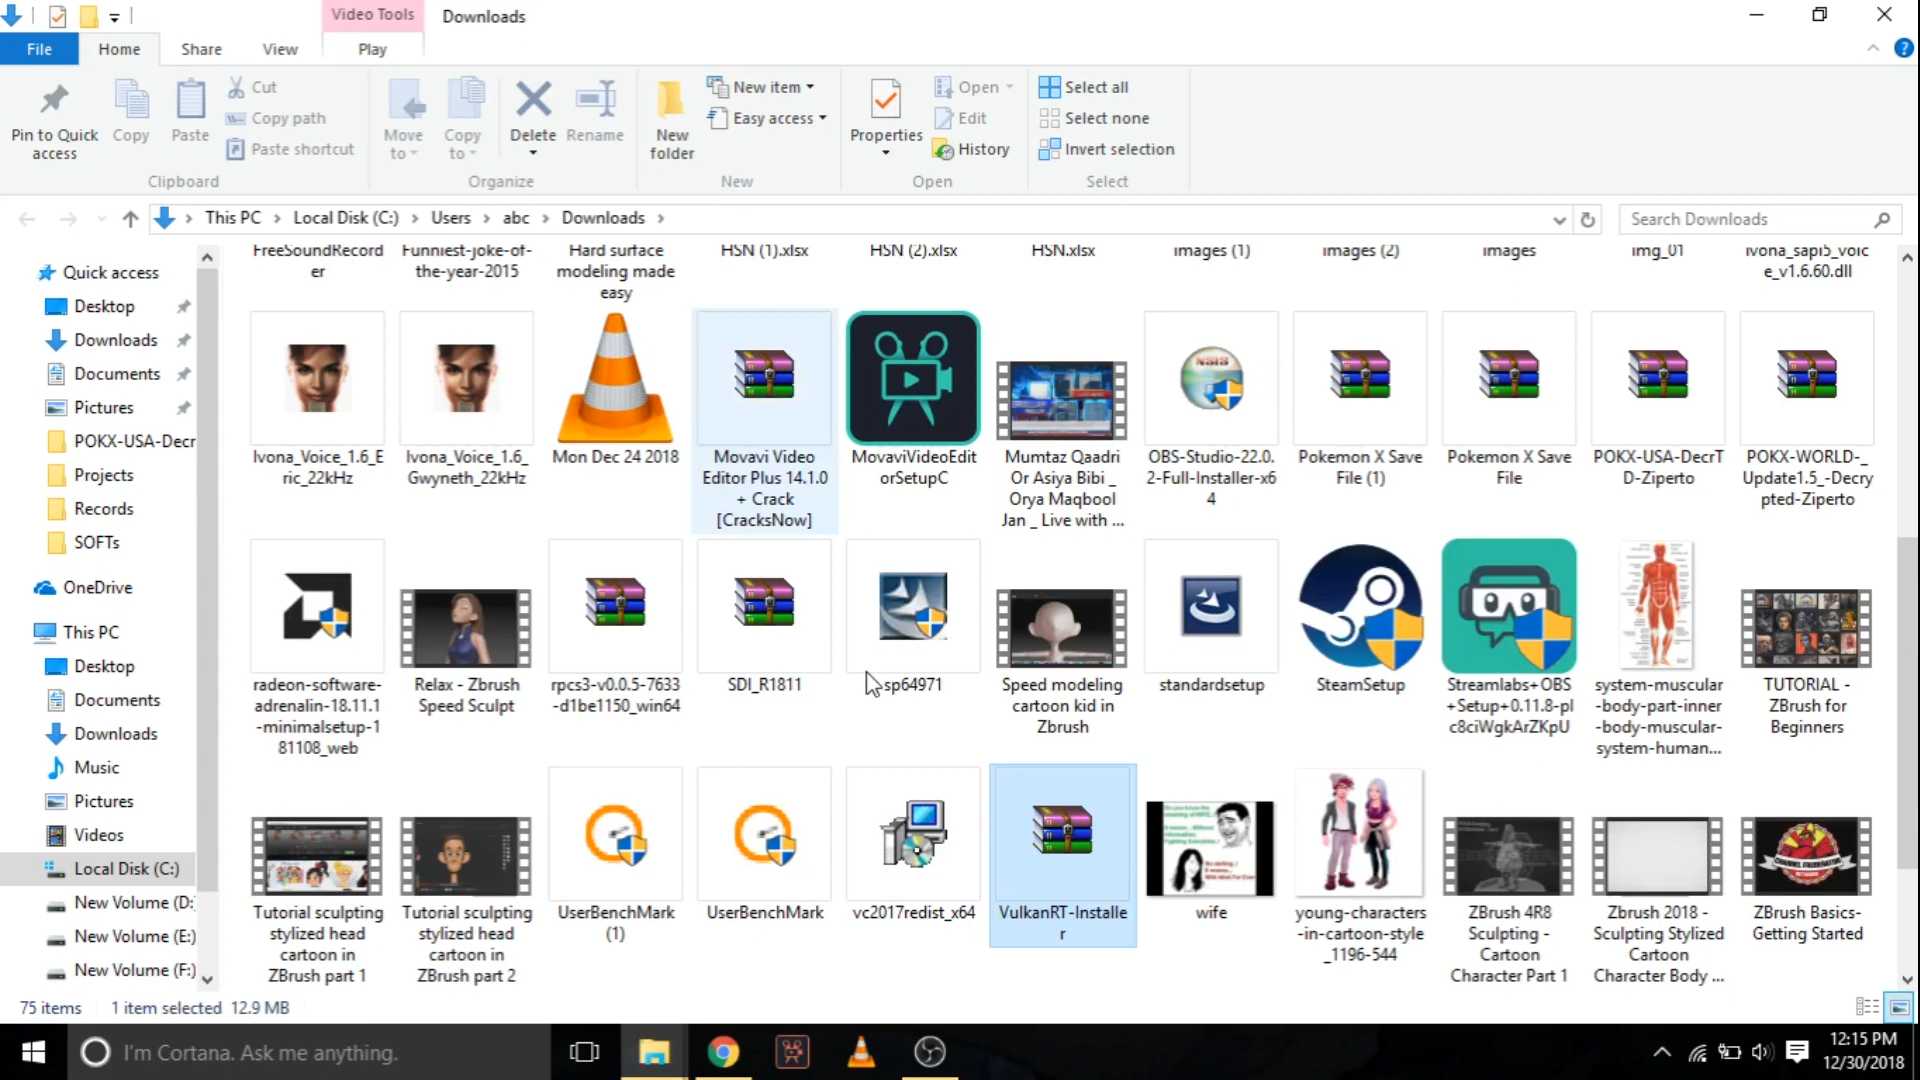 Video Tools
Downloads
File
Home
Share
View
Play
Pin to Quick
access
Copy
Paste
Cut
Copy path
Paste shortcut
Clipboard
Move
to
Copy
to
Delete
Rename
Organize
New
folder
New item
Easy access
New
Properties
Open
Edit
History
Open
Select all
Select none
Invert selection
Select
This PC
Local Disk (C:)
Users
abc
Downloads
Search Downloads
Quick access
Desktop
Downloads
Documents
Pictures
POKX-USA-Decr
Projects
Records
SOFTs
OneDrive
This PC
Desktop
Documents
Downloads
Music
Pictures
Videos
Local Disk (C:)
New Volume (D:
New Volume (E:)
New Volume (F:)
FreeSoundRecord
er
Funniest-joke-of-
the-year-2015
Hard surface
modeling made
easy
HSN (1).xlsx
HSN (2).xlsx
HSN.xlsx
images (1)
images (2)
images
img_01
ivona_sapi5_voic
e_v1.6.60.dll
Ivona_Voice_1.6_E
ric_22kHz
Ivona_Voice_1.6_
Gwyneth_22kHz
Mon Dec 24 2018
Movavi Video
Editor Plus 14.1.0
+ Crack
[CracksNow]
MovaviVideoEdit
orSetupC
Mumtaz Qaadri
Or Asiya Bibi _
Orya Maqbool
Jan _ Live with ...
NSIS
OBS-Studio-22.0.
2-Full-Installer-x6
4
Pokemon X Save
File (1)
Pokemon X Save
File
POKX-USA-DecrT
D-Ziperto
POKX-WORLD-_
Update1.5_-Decry
pted-Ziperto
radeon-software-
adrenalin-18.11.1
-minimalsetup-1
81108_web
Relax - Zbrush
Speed Sculpt
rpcs3-v0.0.5-7633
-d1be1150_win64
SDI_R1811
sp64971
Speed modeling
cartoon kid in
Zbrush
standardsetup
SteamSetup
Streamlabs+OBS
+Setup+0.11.8-pl
c8ciWgkArZKpU
system-muscular
-body-part-inner
-body-muscular-
system-human...
TUTORIAL -
ZBrush for
Beginners
Tutorial sculpting
stylized head
cartoon in
ZBrush part 1
Tutorial sculpting
stylized head
cartoon in
ZBrush part 2
UserBenchMark
(1)
UserBenchMark
vc2017redist_x64
VulkanRT-Installe
r
wife
young-characters
-in-cartoon-style
_1196-544
ZBrush 4R8
Sculpting -
Cartoon
Character Part 1
Zbrush 2018 -
Sculpting Stylized
Cartoon
Character Body ...
ZBrush Basics-
Getting Started
75 items
1 item selected 12.9 MB
I'm Cortana. Ask me anything.
12:15 PM
12/30/2018